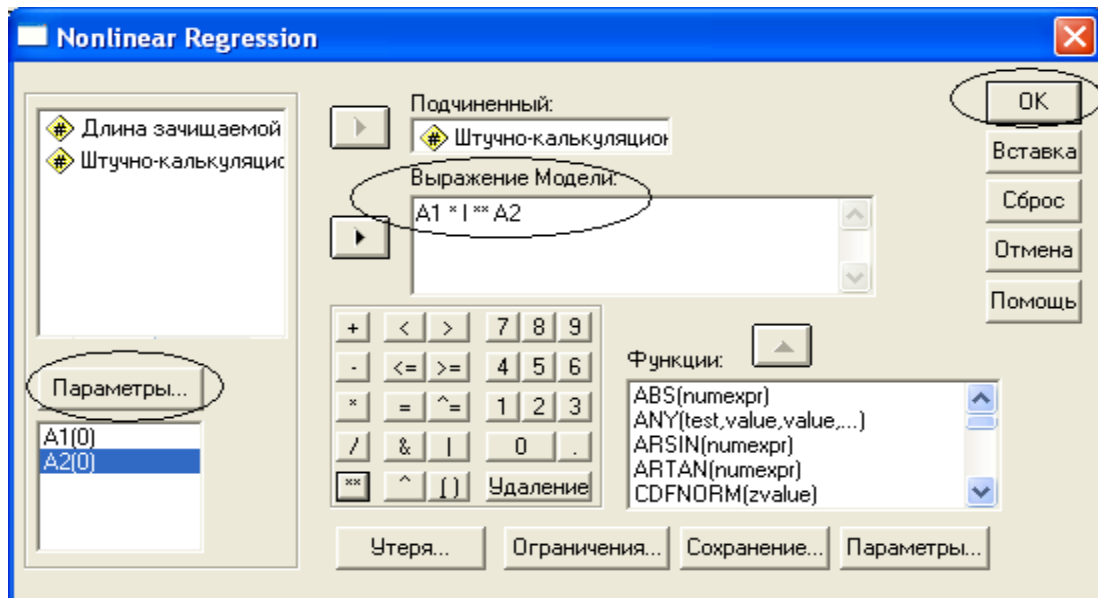 Nonlinear Regression
Длина зачищаемой
Штучно-калькуляцис
Параметры...
A1(0)
A2(0)
Подчиненный:
Штучно-калькуляцион
Выражение Модели:
A1 * l ** A2
+ < > 7 8 9
- <= >= 4 5 6
* = ^= 1 2 3
/ & | 0 .
** ^ ( ) Удаление
Функции:
ABS(numexpr)
ANY(test,value,value,...)
ARSIN(numexpr)
ARTAN(numexpr)
CDFNORM(zvalue)
OK
Вставка
Сброс
Отмена
Помощь
Утеря...
Ограничения...
Сохранение...
Параметры...